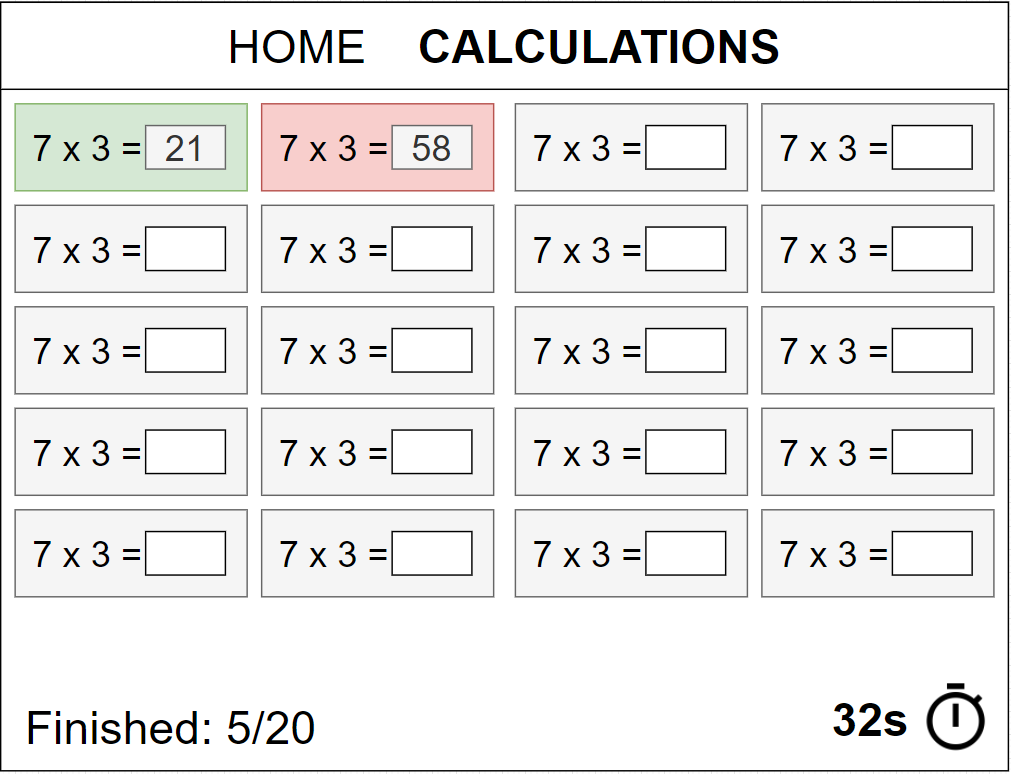 HOME CALCULATIONS
7 x 3 = 21 7 x 3 = 58 7 x 3 = 7 x 3 =
7 x 3 = 7 x 3 = 7 x 3 = 7 x 3 =
7 x 3 = 7 x 3 = 7 x 3 = 7 x 3 =
7 x 3 = 7 x 3 = 7 x 3 = 7 x 3 =
7 x 3 = 7 x 3 = 7 x 3 = 7 x 3 =
Finished: 5/20 32s